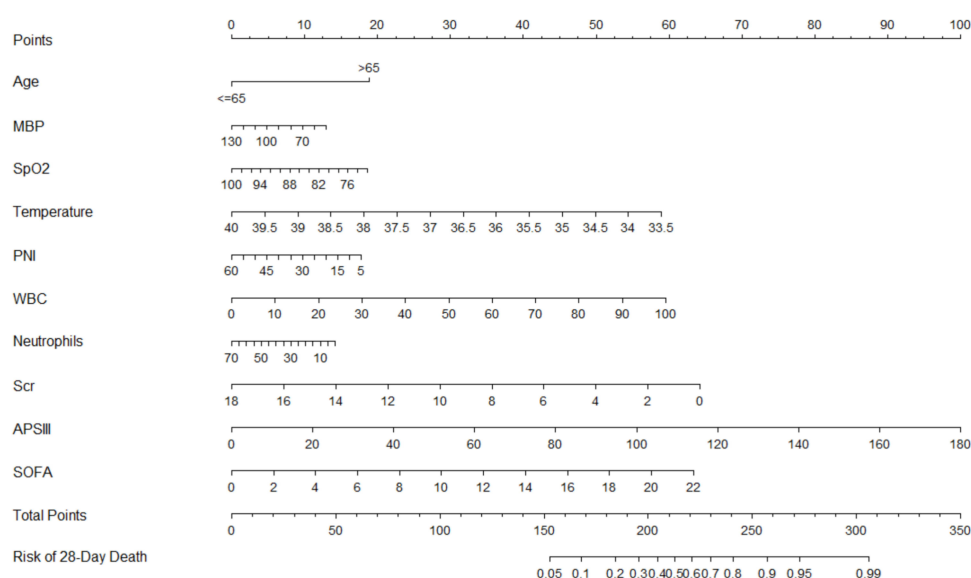 0 10 20 30 40 50 60 70 80 90 100
Points
>65
Age
<=65
MBP
130 100 70
SpO2
100 94 88 82 76
Temperature
40 39.5 39 38.5 38 37.5 37 36.5 36 35.5 35 34.5 34 33.5
PNI
60 45 30 15 5
WBC
0 10 20 30 40 50 60 70 80 90 100
Neutrophils
70 50 30 10
Scr
18 16 14 12 10 8 6 4 2 0
APSIII
0 20 40 60 80 100 120 140 160 180
SOFA
0 2 4 6 8 10 12 14 16 18 20 22
Total Points
0 50 100 150 200 250 300 350
Risk of 28-Day Death
0.05 0.1 0.2 0.3 0.4 0.5 0.6 0.7 0.8 0.9 0.95 0.99